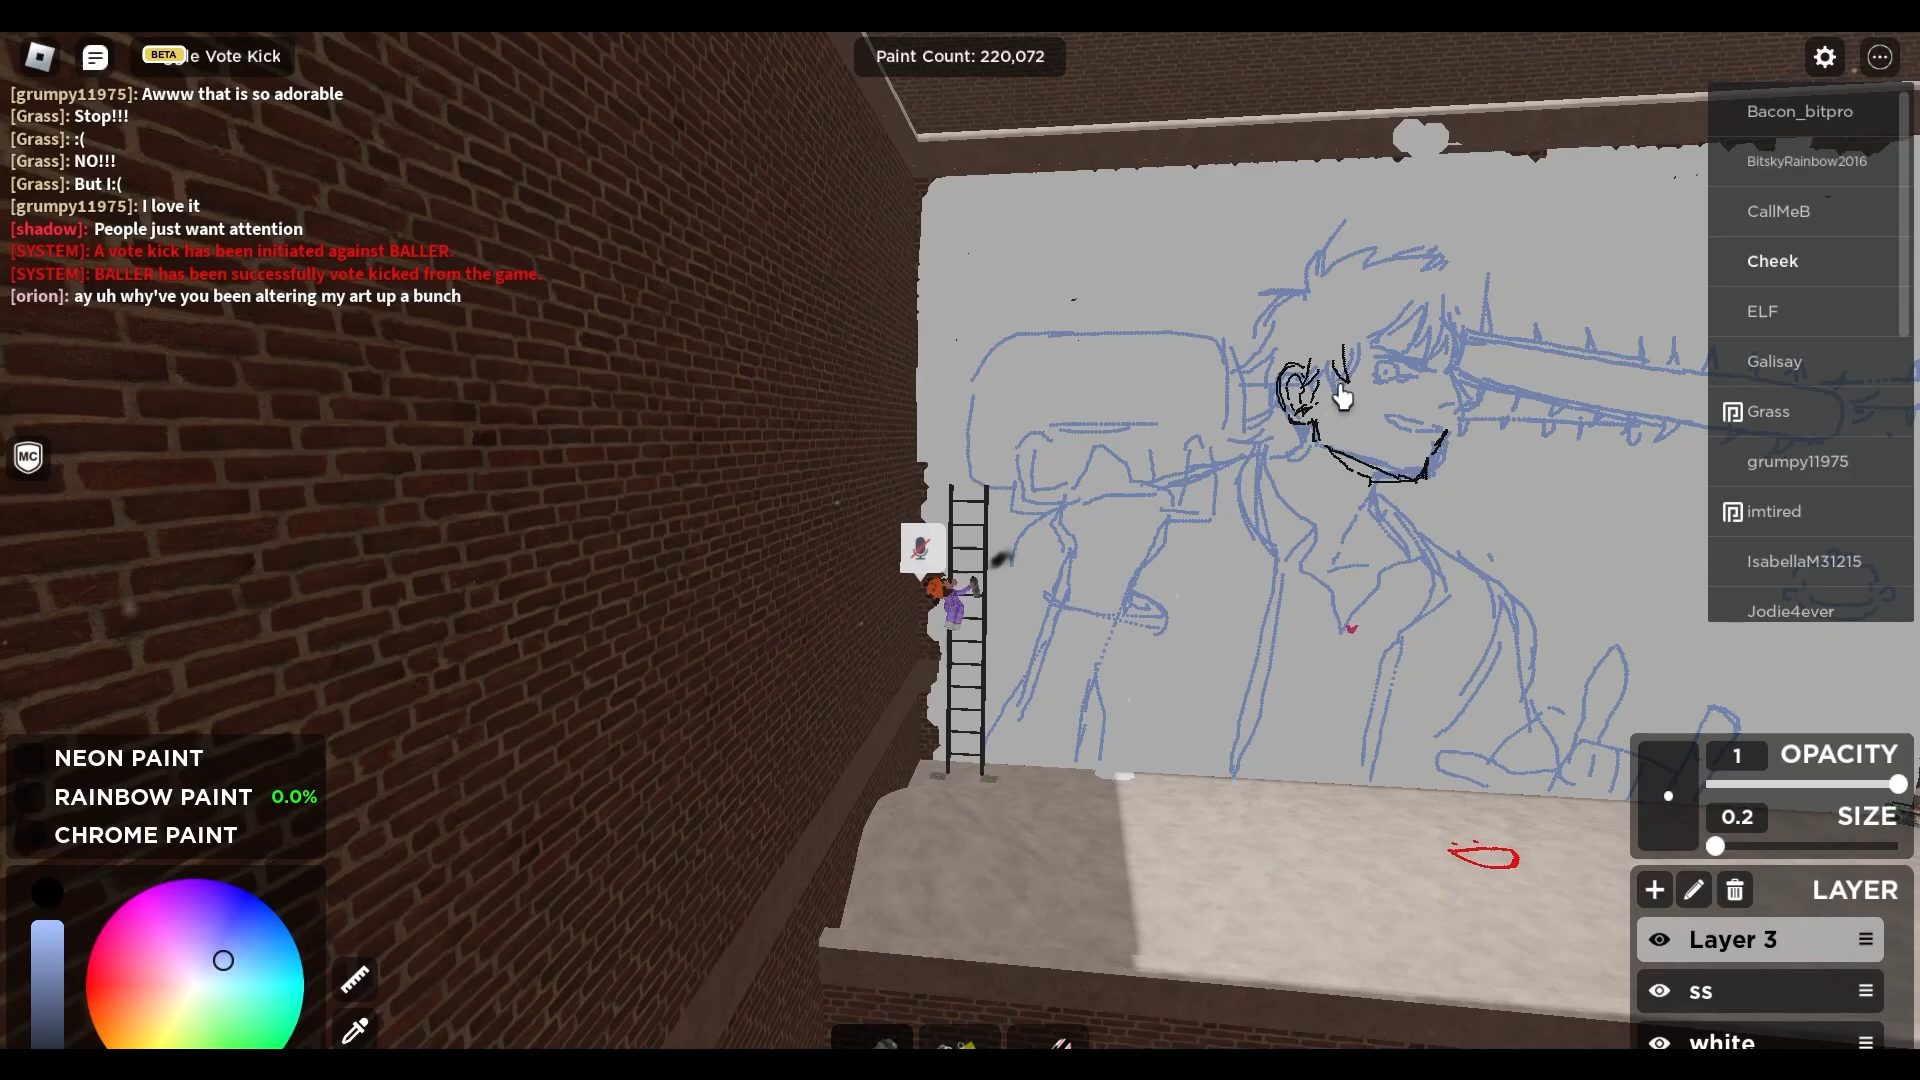 BETA
le Vote Kick
Paint Count: 220,072
[grumpy11975]: Awww that is so adorable
[Grass]: Stop!!!
[Grass]: :(
[Grass]: NO!!!
[Grass]: But I:(
[grumpy11975]: I love it
[shadow]: People just want attention
[SYSTEM]: A vote kick has been initiated against BALLER.
[SYSTEM]: BALLER has been successfully vote kicked from the game.
[orion]: ay uh why've you been altering my art up a bunch
Bacon_bitpro
BitskyRainbow2016
CallMeB
Cheek
ELF
Galisay
Grass
grumpy11975
imtired
IsabellaM31215
Jodie4ever
MC
NEON PAINT
RAINBOW PAINT 0.0%
CHROME PAINT
1 OPACITY
0.2 SIZE
LAYER
Layer 3
ss
white